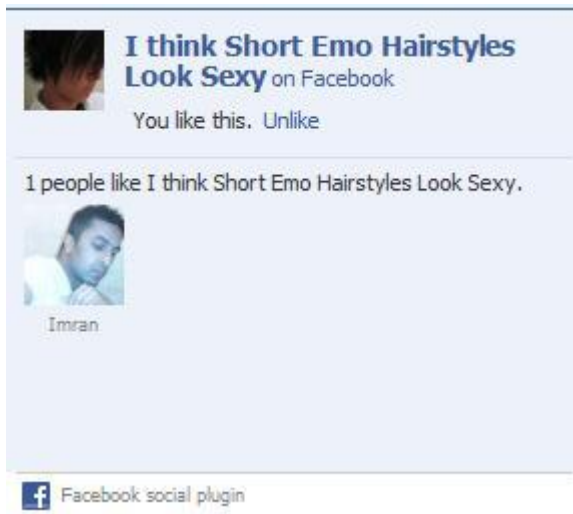 I think Short Emo Hairstyles
Look Sexy on Facebook
You like this. Unlike
1 people like I think Short Emo Hairstyles Look Sexy.
Imran
Facebook social plugin